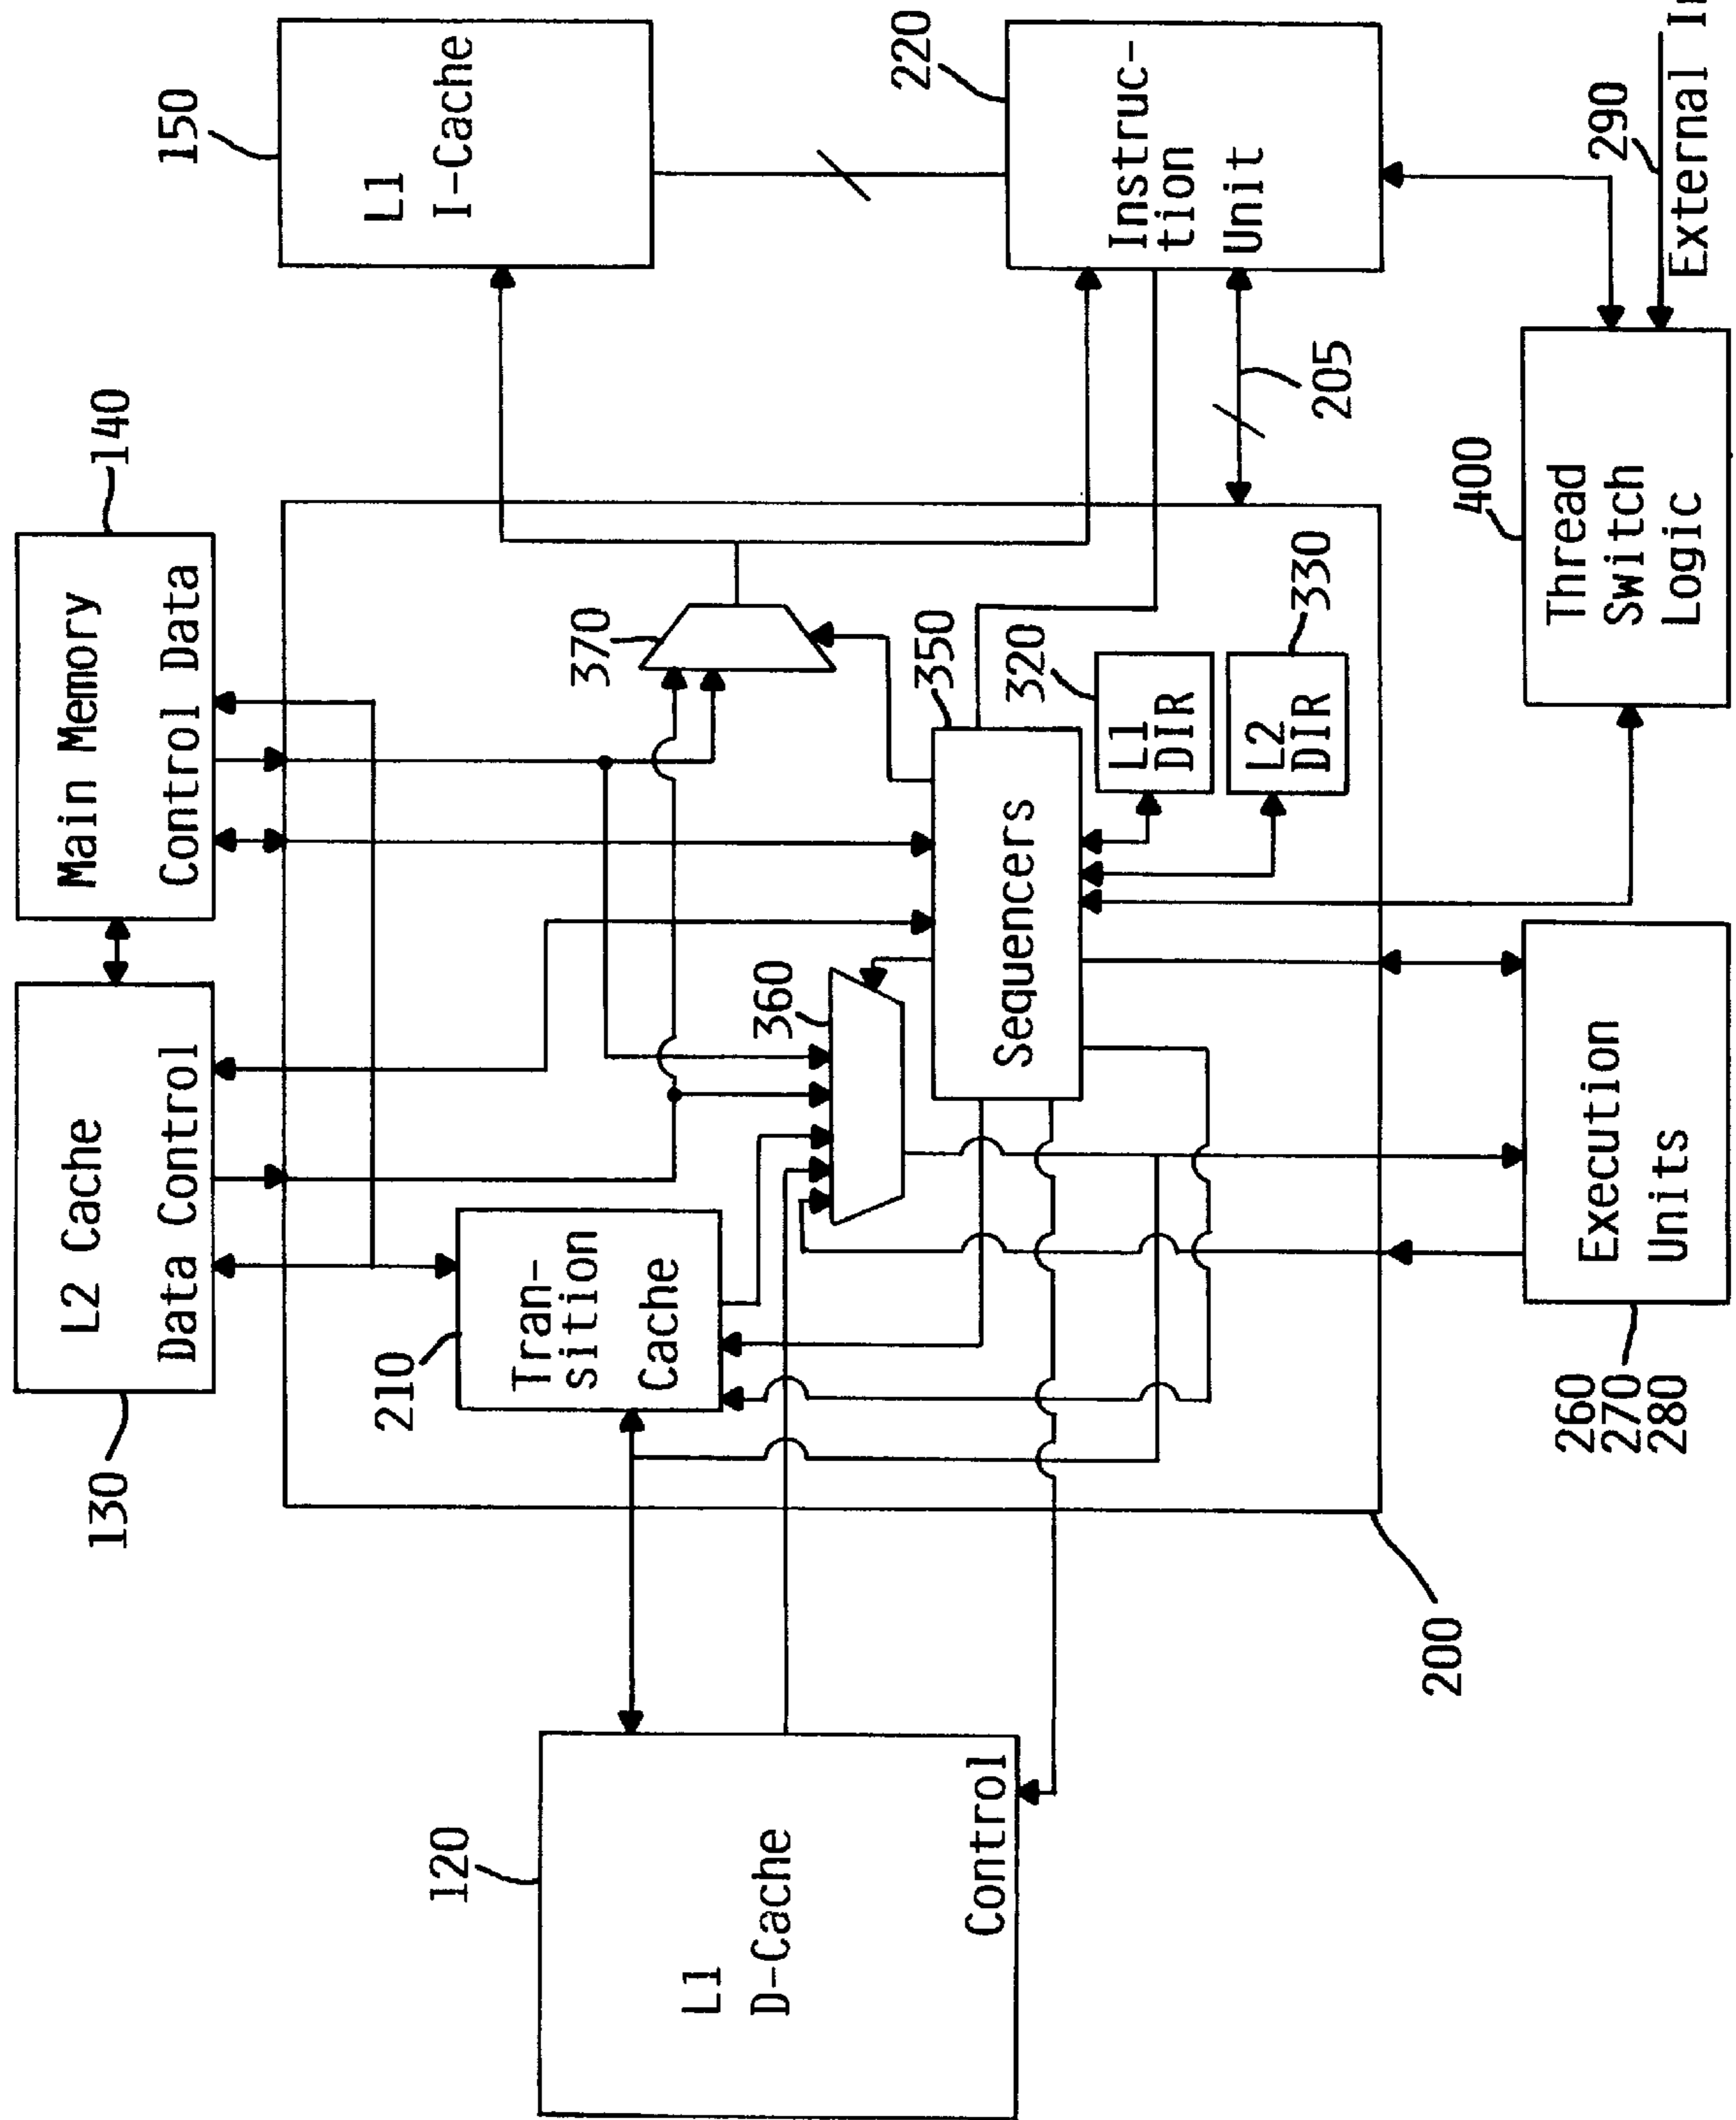 130
L2 Cache
Data Control
Main Memory
140
Control Data
150
L1
I-Cache
120
L1
D-Cache
Control
210
Tran-
sition
Cache
360
370
350
Sequencers
320
L1
DIR
L2
DIR
330
220
Instruc-
tion
Unit
205
200
260
270
280
Execution
Units
400
Thread
Switch
Logic
290
External